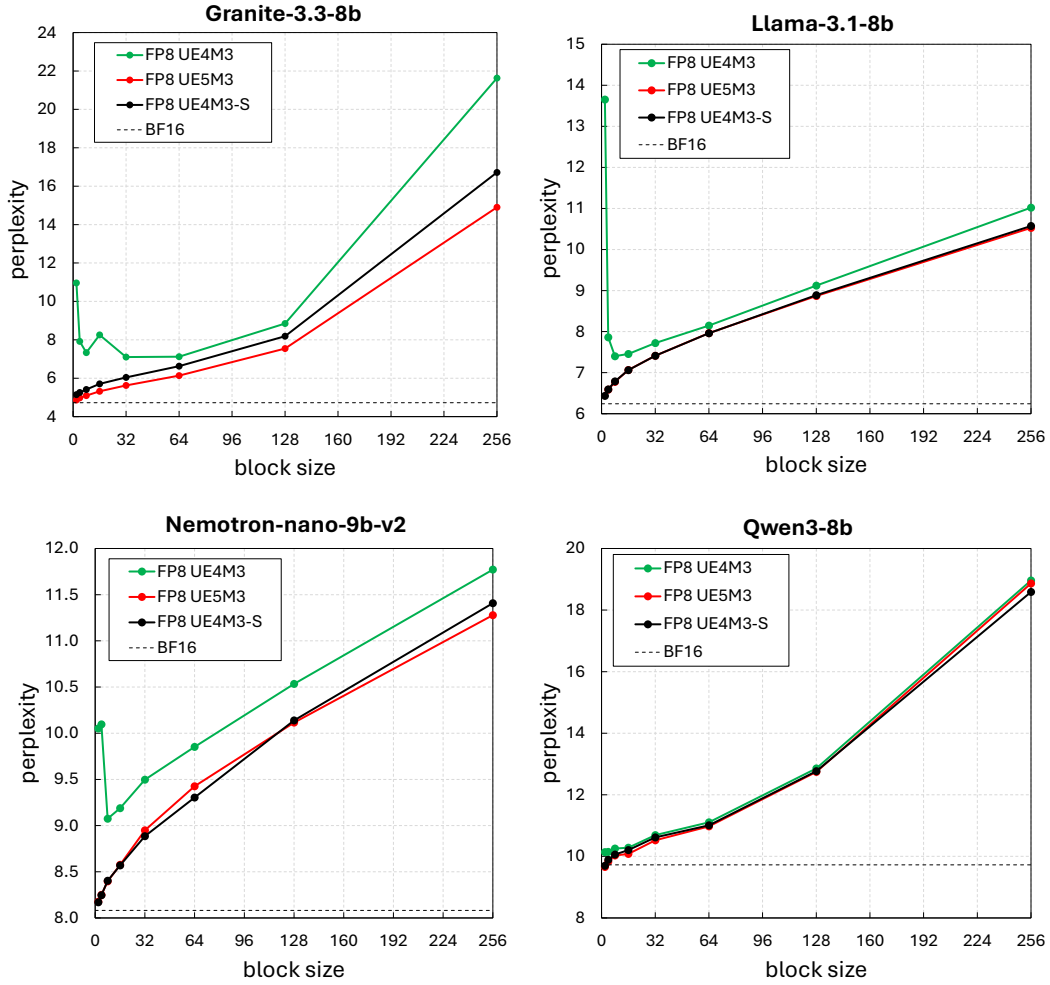 Granite-3.3-8b
24
22
20
18
16
14
12
10
8
6
4
perplexity
FP8 UE4M3
FP8 UE5M3
FP8 UE4M3-S
BF16
0 32 64 96 128 160 192 224 256
block size
Llama-3.1-8b
15
14
13
12
11
10
9
8
7
6
perplexity
FP8 UE4M3
FP8 UE5M3
FP8 UE4M3-S
BF16
0 32 64 96 128 160 192 224 256
block size
Nemotron-nano-9b-v2
12.0
11.5
11.0
10.5
10.0
9.5
9.0
8.5
8.0
perplexity
FP8 UE4M3
FP8 UE5M3
FP8 UE4M3-S
BF16
0 32 64 96 128 160 192 224 256
block size
Qwen3-8b
20
18
16
14
12
10
8
perplexity
FP8 UE4M3
FP8 UE5M3
FP8 UE4M3-S
BF16
0 32 64 96 128 160 192 224 256
block size